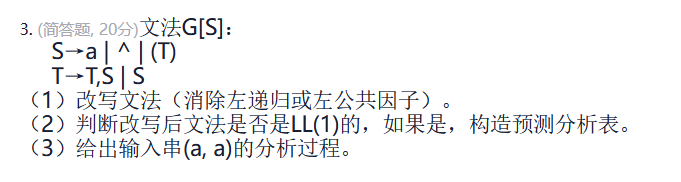 3. (简答题, 20分)文法G[S]：
S→a | ^ | (T)
T→T,S | S
（1）改写文法（消除左递归或左公共因子）。
（2）判断改写后文法是否是LL(1)的，如果是，构造预测分析表。
（3）给出输入串(a, a)的分析过程。